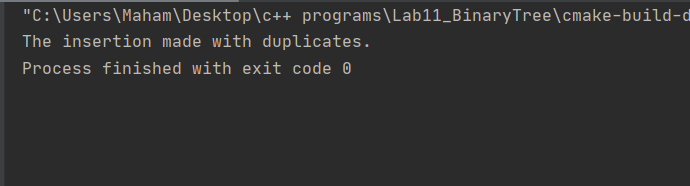 "C:\Users\Maham\Desktop\c++ programs\Lab11_BinaryTree\cmake-build-d
The insertion made with duplicates.
Process finished with exit code 0